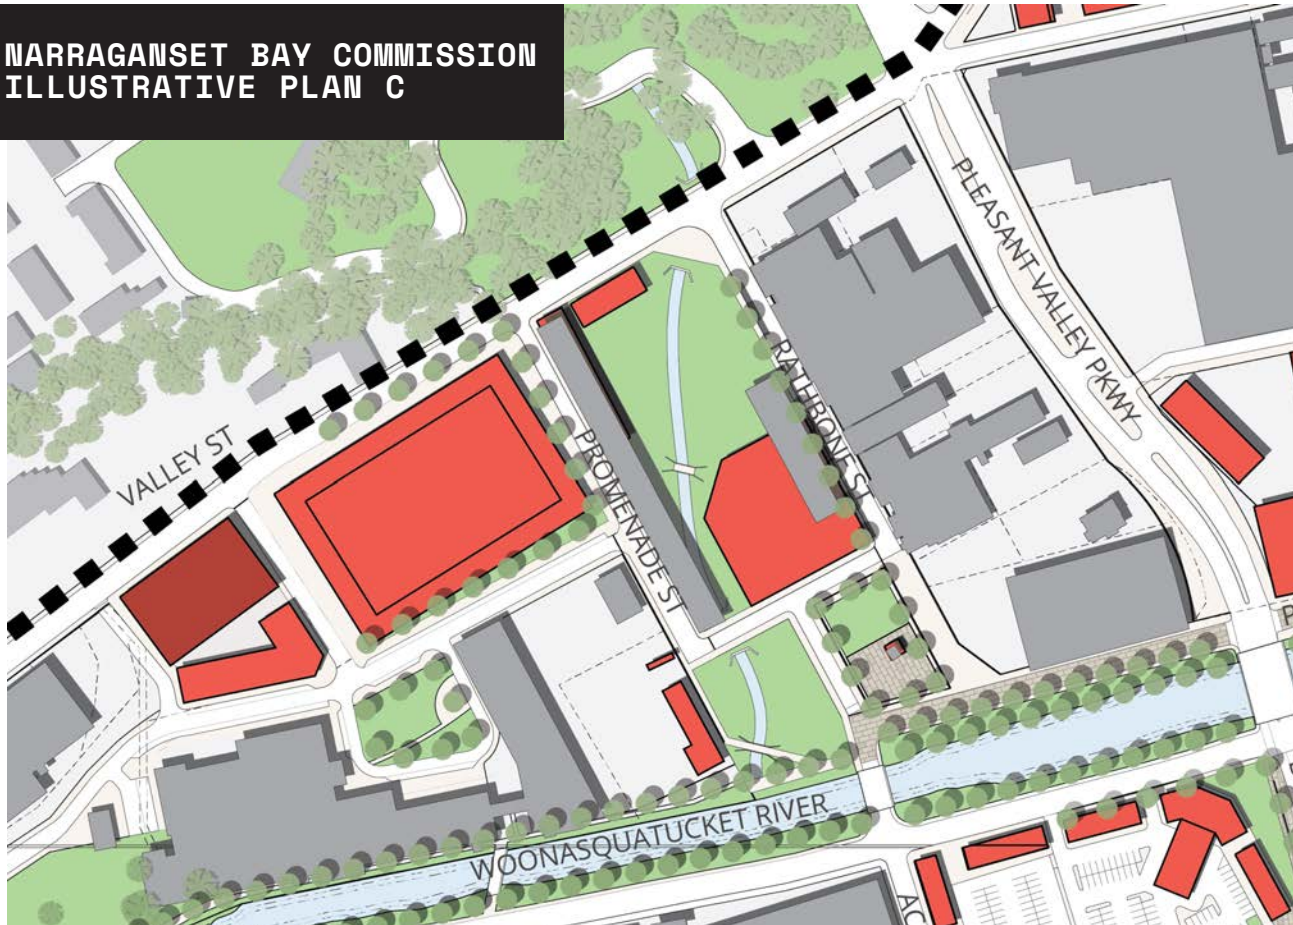 NARRAGANSET BAY COMMISSION
ILLUSTRATIVE PLAN C
PLEASANT VALLEY PKWY
RATHBONE ST
VALLEY ST
PROMENADE ST
WOONASQUATUCKET RIVER